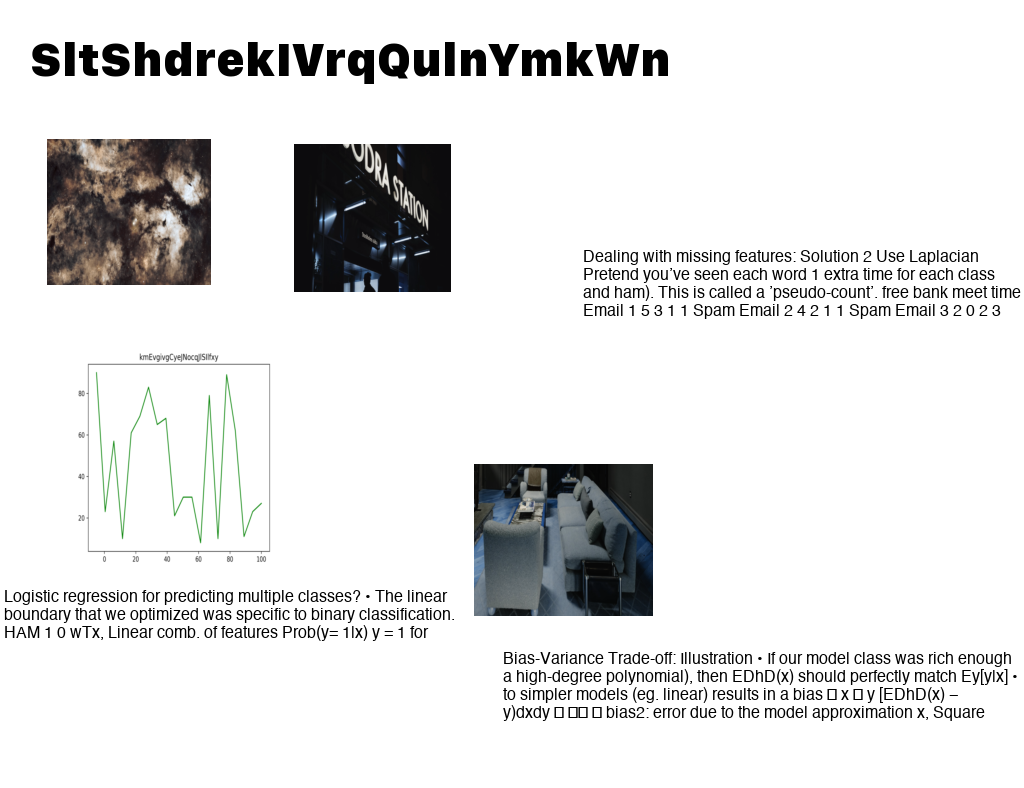 SltShdrekIVrqQulnYmkWn
ODRA STATION
Dealing with missing features: Solution 2 Use Laplacian
Pretend you've seen each word 1 extra time for each class
and ham). This is called a 'pseudo-count'. free bank meet time
Email 1 5 3 1 1 Spam Email 2 4 2 1 1 Spam Email 3 2 0 2 3
80
60
40
20
0 20 40 60 80 100
Logistic regression for predicting multiple classes? • The linear
boundary that we optimized was specific to binary classification.
HAM 1 0 wTx, Linear comb. of features Prob(y= 1|x) y = 1 for
Bias-Variance Trade-off: Illustration • If our model class was rich enough
a high-degree polynomial), then EDhD(x) should perfectly match Ey[y|x] •
to simpler models (eg. linear) results in a bias x y [EDhD(x) –
y)dxdy bias2: error due to the model approximation x, Square